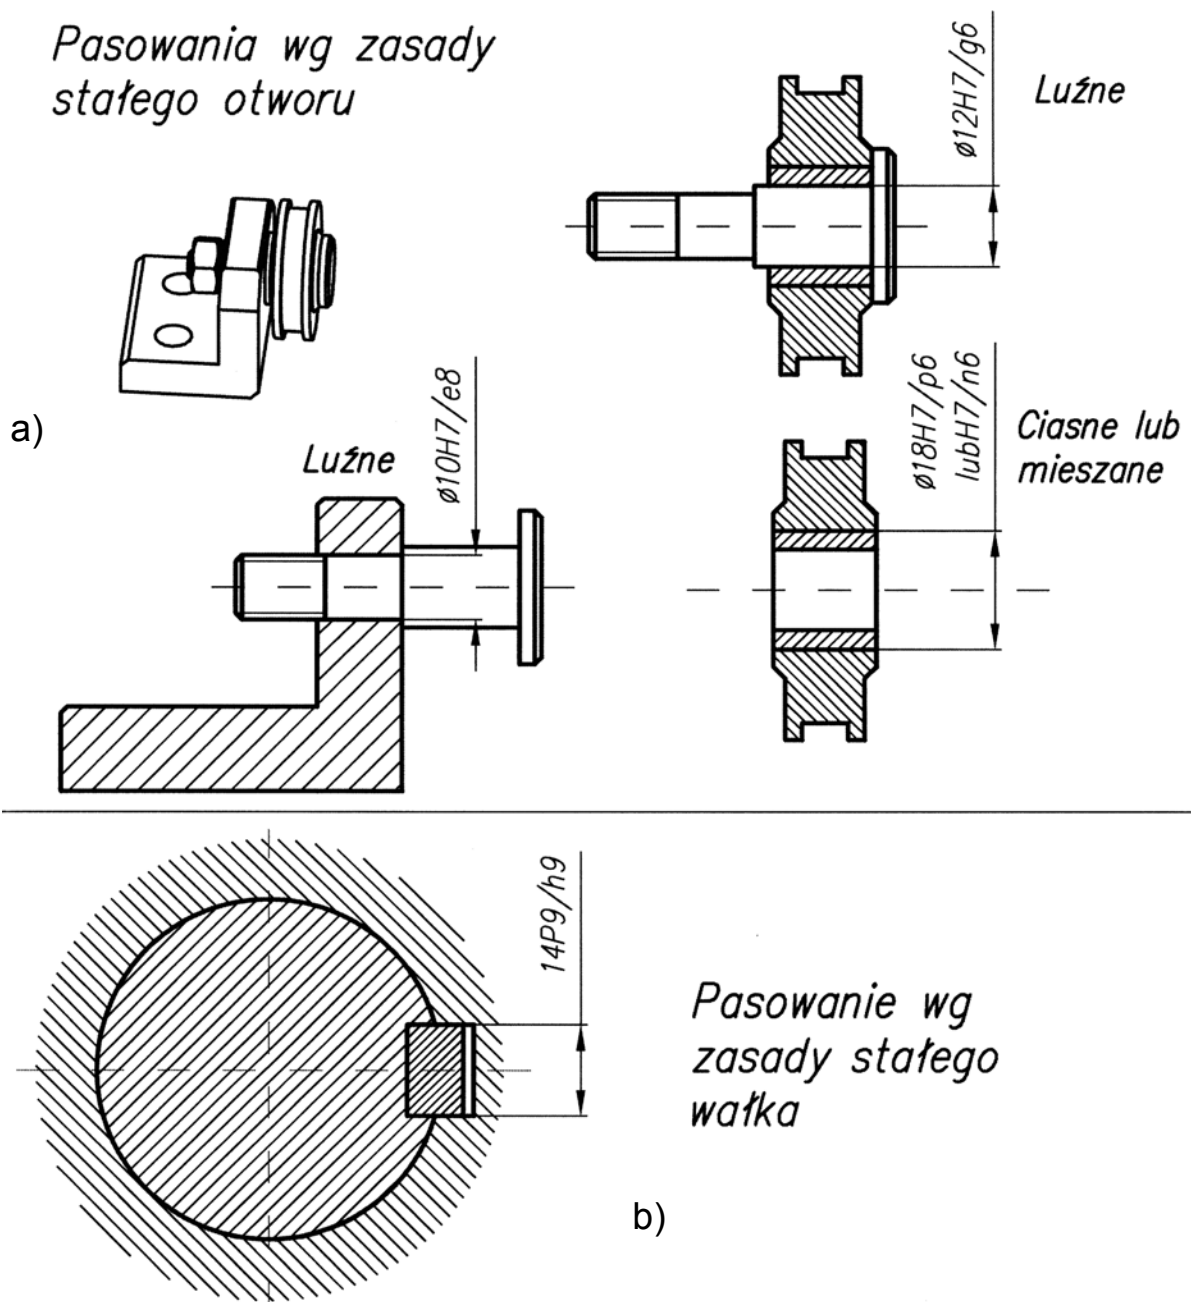 Pasowania wg zasady
stałego otworu
ø12H7/g6
Luźne
a)
Luźne
ø10H7/e8
ø18H7/p6
lubH7/n6
Ciasne lub
mieszane
14P9/h9
Pasowanie wg
zasady stałego
wałka
b)